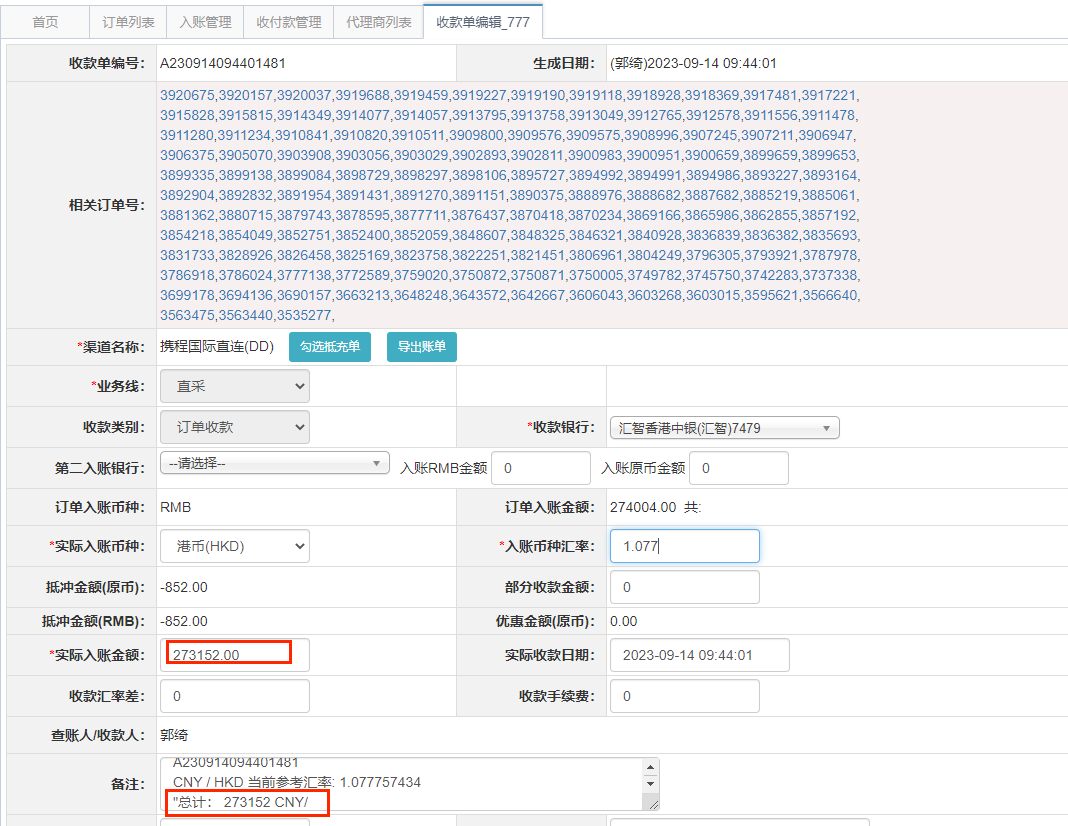 首页 订单列表 入账管理 收付款管理 代理商列表 收款单编辑_777
收款单编号： A230914094401481 生成日期： (郭绮)2023-09-14 09:44:01
3920675,3920157,3920037,3919688,3919459,3919227,3919190,3919118,3918928,3918369,3917481,3917221,
3915828,3915815,3914349,3914077,3914057,3913795,3913758,3913049,3912765,3912578,3911556,3911478,
3911280,3911234,3910841,3910820,3910511,3909800,3909576,3909575,3908996,3907245,3907211,3906947,
3906375,3905070,3903908,3903056,3903029,3902893,3902811,3900983,3900951,3900659,3899659,3899653,
3899335,3899138,3899084,3898729,3898297,3898106,3895727,3894992,3894991,3894986,3893227,3893164,
相关订单号： 3892904,3892832,3891954,3891431,3891270,3891151,3890375,3888976,3888682,3887682,3885219,3885061,
3881362,3880715,3879743,3878595,3877711,3876437,3870418,3870234,3869166,3865986,3862855,3857192,
3854218,3854049,3852751,3852400,3852059,3848607,3848325,3846321,3840928,3836839,3836382,3835693,
3831733,3828926,3826458,3825169,3823758,3822251,3821451,3806961,3804249,3796305,3793921,3787978,
3786918,3786024,3777138,3772589,3759020,3750872,3750871,3750005,3749782,3745750,3742283,3737338,
3699178,3694136,3690157,3663213,3648248,3643572,3642667,3606043,3603268,3603015,3595621,3566640,
3563475,3563440,3535277,
*渠道名称： 携程国际直连(DD) 勾选抵充单 导出账单
*业务线： 直采
收款类别： 订单收款 *收款银行： 汇智香港中银(汇智)7479
第二入账银行： --请选择-- 入账RMB金额 0 入账原币金额 0
订单入账币种： RMB 订单入账金额： 274004.00 共:
*实际入账币种： 港币(HKD) *入账币种汇率： 1.077
抵冲金额(原币)： -852.00 部分收款金额： 0
抵冲金额(RMB)： -852.00 优惠金额(原币)： 0.00
*实际入账金额： 273152.00 实际收款日期： 2023-09-14 09:44:01
收款汇率差： 0 收款手续费： 0
查账人/收款人： 郭绮
A230914094401481
备注： CNY / HKD 当前参考汇率: 1.077757434
"总计： 273152 CNY/